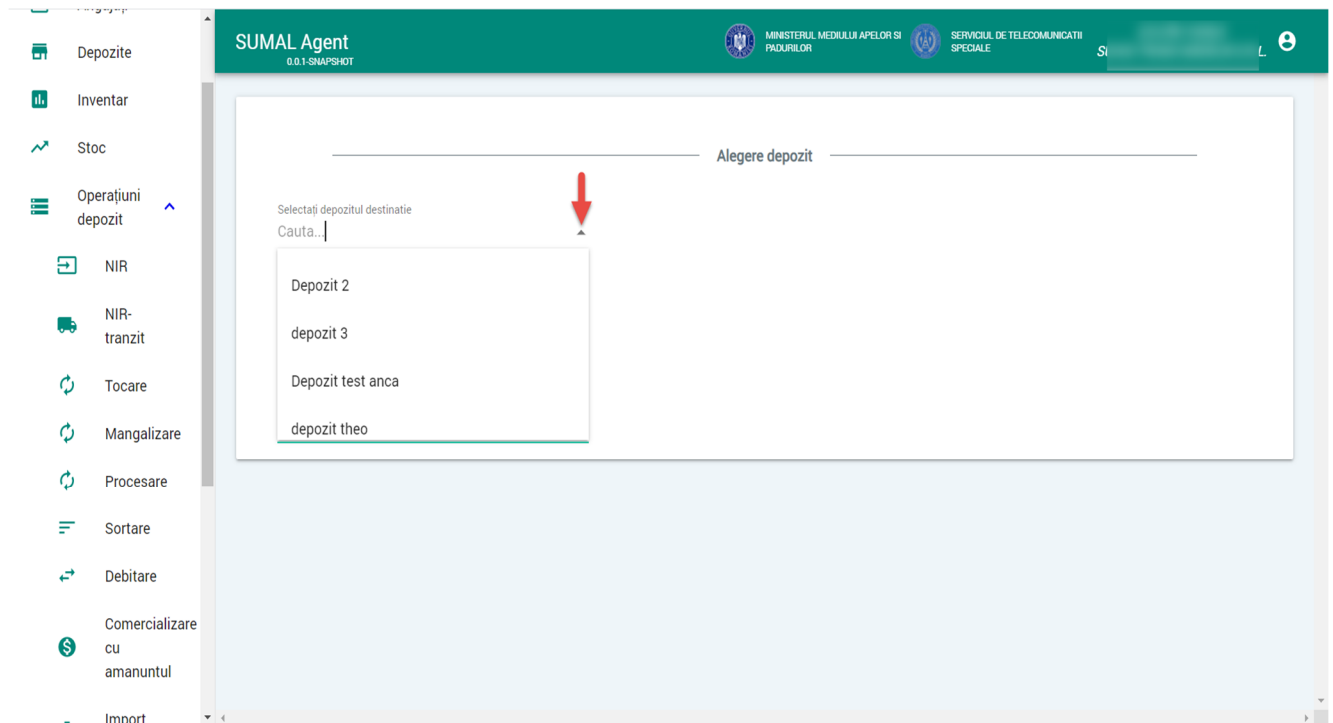 Depozite
Inventar
Stoc
Operațiuni
depozit
NIR
NIR-
tranzit
Tocare
Mangalizare
Procesare
Sortare
Debitare
Comercializare
cu
amanuntul
Import
SUMAL Agent
0.0.1-SNAPSHOT
MINISTERUL MEDIULUI APELOR SI
PADURILOR
SERVICIUL DE TELECOMUNICATII
SPECIALE
Alegere depozit
Selectați depozitul destinatie
Cauta...
Depozit 2
depozit 3
Depozit test anca
depozit theo